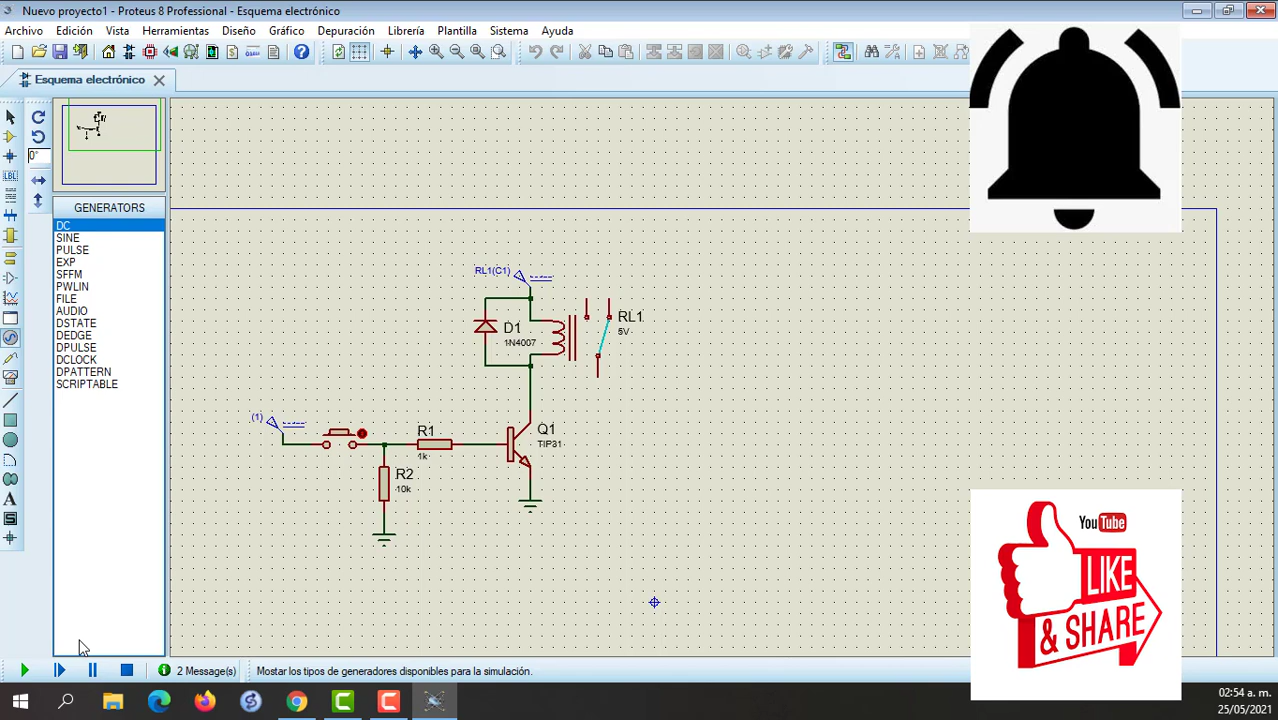 Nuevo proyecto1 - Proteus 8 Professional - Esquema electrónico
Archivo Edición Vista Herramientas Diseño Gráfico Depuración Librería Plantilla Sistema Ayuda
Esquema electrónico
0°
LBL
GENERATORS
DC
SINE
PULSE
EXP
SFFM
PWLIN
FILE
AUDIO
DSTATE
DEDGE
DPULSE
DCLOCK
DPATTERN
SCRIPTABLE
A
S
RL1(C1)
D1
1N4007
RL1
5V
(1)
R1
1k
R2
10k
Q1
TIP31
YouTube
LIKE
& SHARE
2 Message(s)
Mostar los tipos de generadores disponibles para la simulación.
02:54 a. m.
25/05/2021